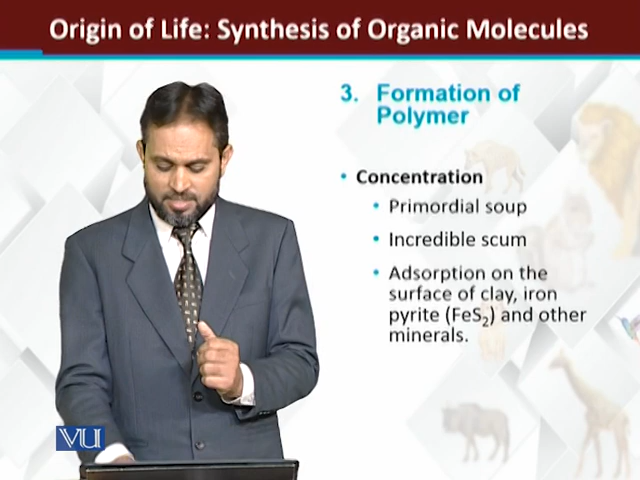 Origin of Life: Synthesis of Organic Molecules
3. Formation of
Polymer
• Concentration
• Primordial soup
• Incredible scum
• Adsorption on the
surface of clay, iron
pyrite (FeS₂) and other
minerals.
VU